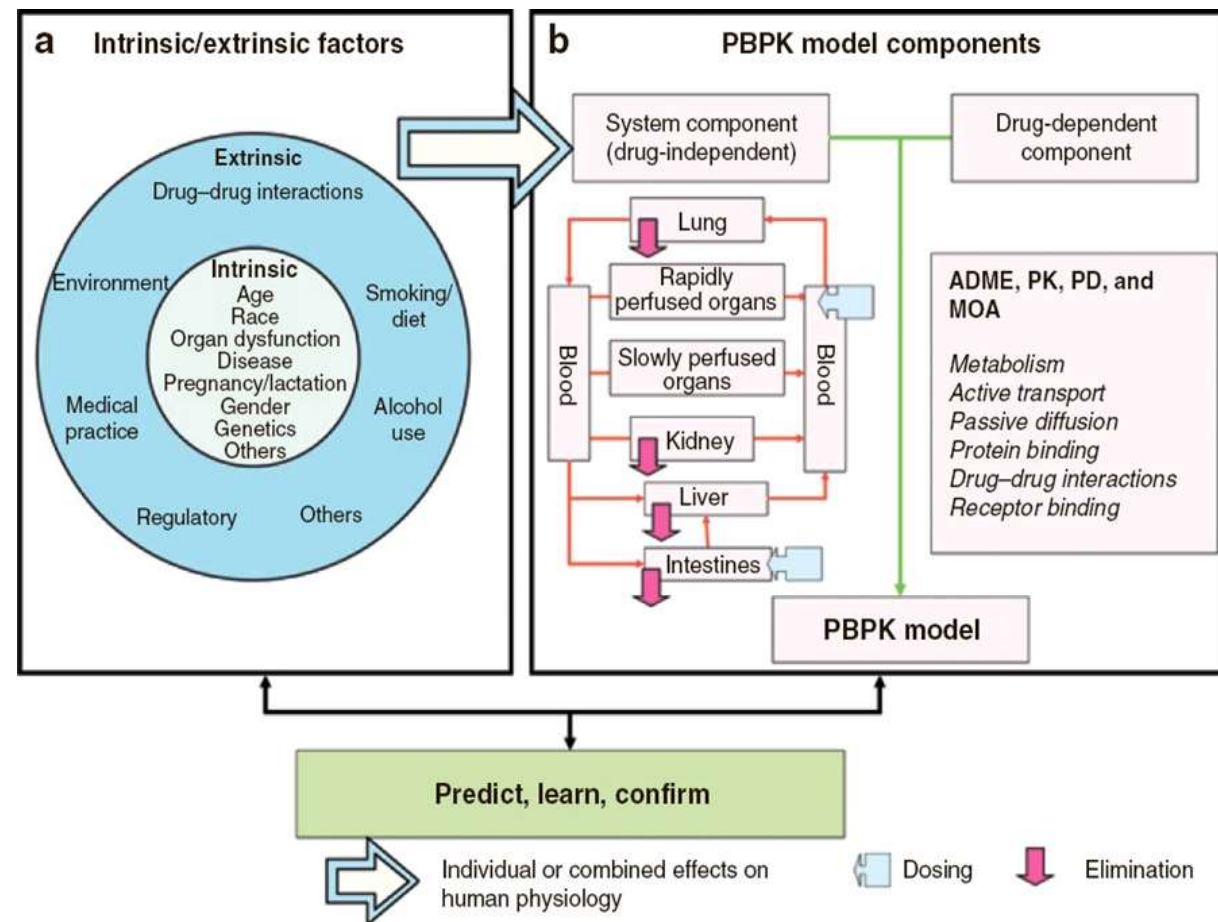 a Intrinsic/extrinsic factors
Extrinsic
Drug–drug interactions
Environment
Smoking/
diet
Intrinsic
Age
Race
Organ dysfunction
Disease
Pregnancy/lactation
Gender
Genetics
Others
Medical
practice
Alcohol
use
Regulatory
Others
b PBPK model components
System component
(drug-independent)
Drug-dependent
component
Lung
Rapidly
perfused organs
Blood
Slowly perfused
organs
Blood
Kidney
Liver
Intestines
ADME, PK, PD, and
MOA
Metabolism
Active transport
Passive diffusion
Protein binding
Drug–drug interactions
Receptor binding
PBPK model
Predict, learn, confirm
Individual or combined effects on
human physiology
Dosing
Elimination